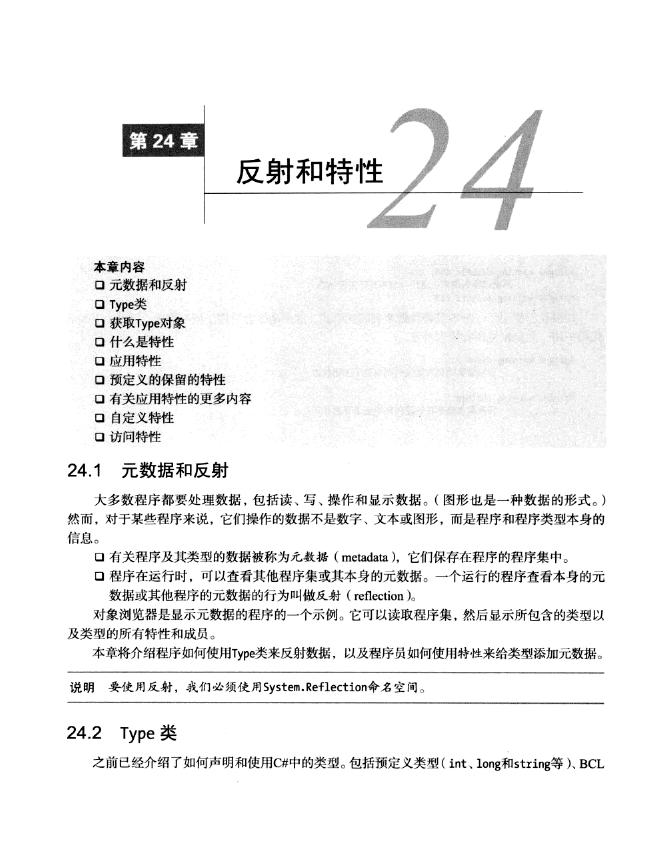 第 24 章
24
反射和特性
本章内容
❑ 元数据和反射
❑ Type类
❑ 获取Type对象
❑ 什么是特性
❑ 应用特性
❑ 预定义的保留的特性
❑ 有关应用特性的更多内容
❑ 自定义特性
❑ 访问特性
24.1 元数据和反射
大多数程序都要处理数据，包括读、写、操作和显示数据。（图形也是一种数据的形式。）
然而，对于某些程序来说，它们操作的数据不是数字、文本或图形，而是程序和程序类型本身的
信息。
❑ 有关程序及其类型的数据被称为元数据（metadata），它们保存在程序的程序集中。
❑ 程序在运行时，可以查看其他程序集或其本身的元数据。一个运行的程序查看本身的元
数据或其他程序的元数据的行为叫做反射（reflection）。
对象浏览器是显示元数据的程序的一个示例。它可以读取程序集，然后显示所包含的类型以
及类型的所有特性和成员。
本章将介绍程序如何使用Type类来反射数据，以及程序员如何使用特性来给类型添加元数据。
说明 要使用反射，我们必须使用System.Reflection命名空间。
24.2 Type 类
之前已经介绍了如何声明和使用C#中的类型。包括预定义类型（int、long和string等）、BCL